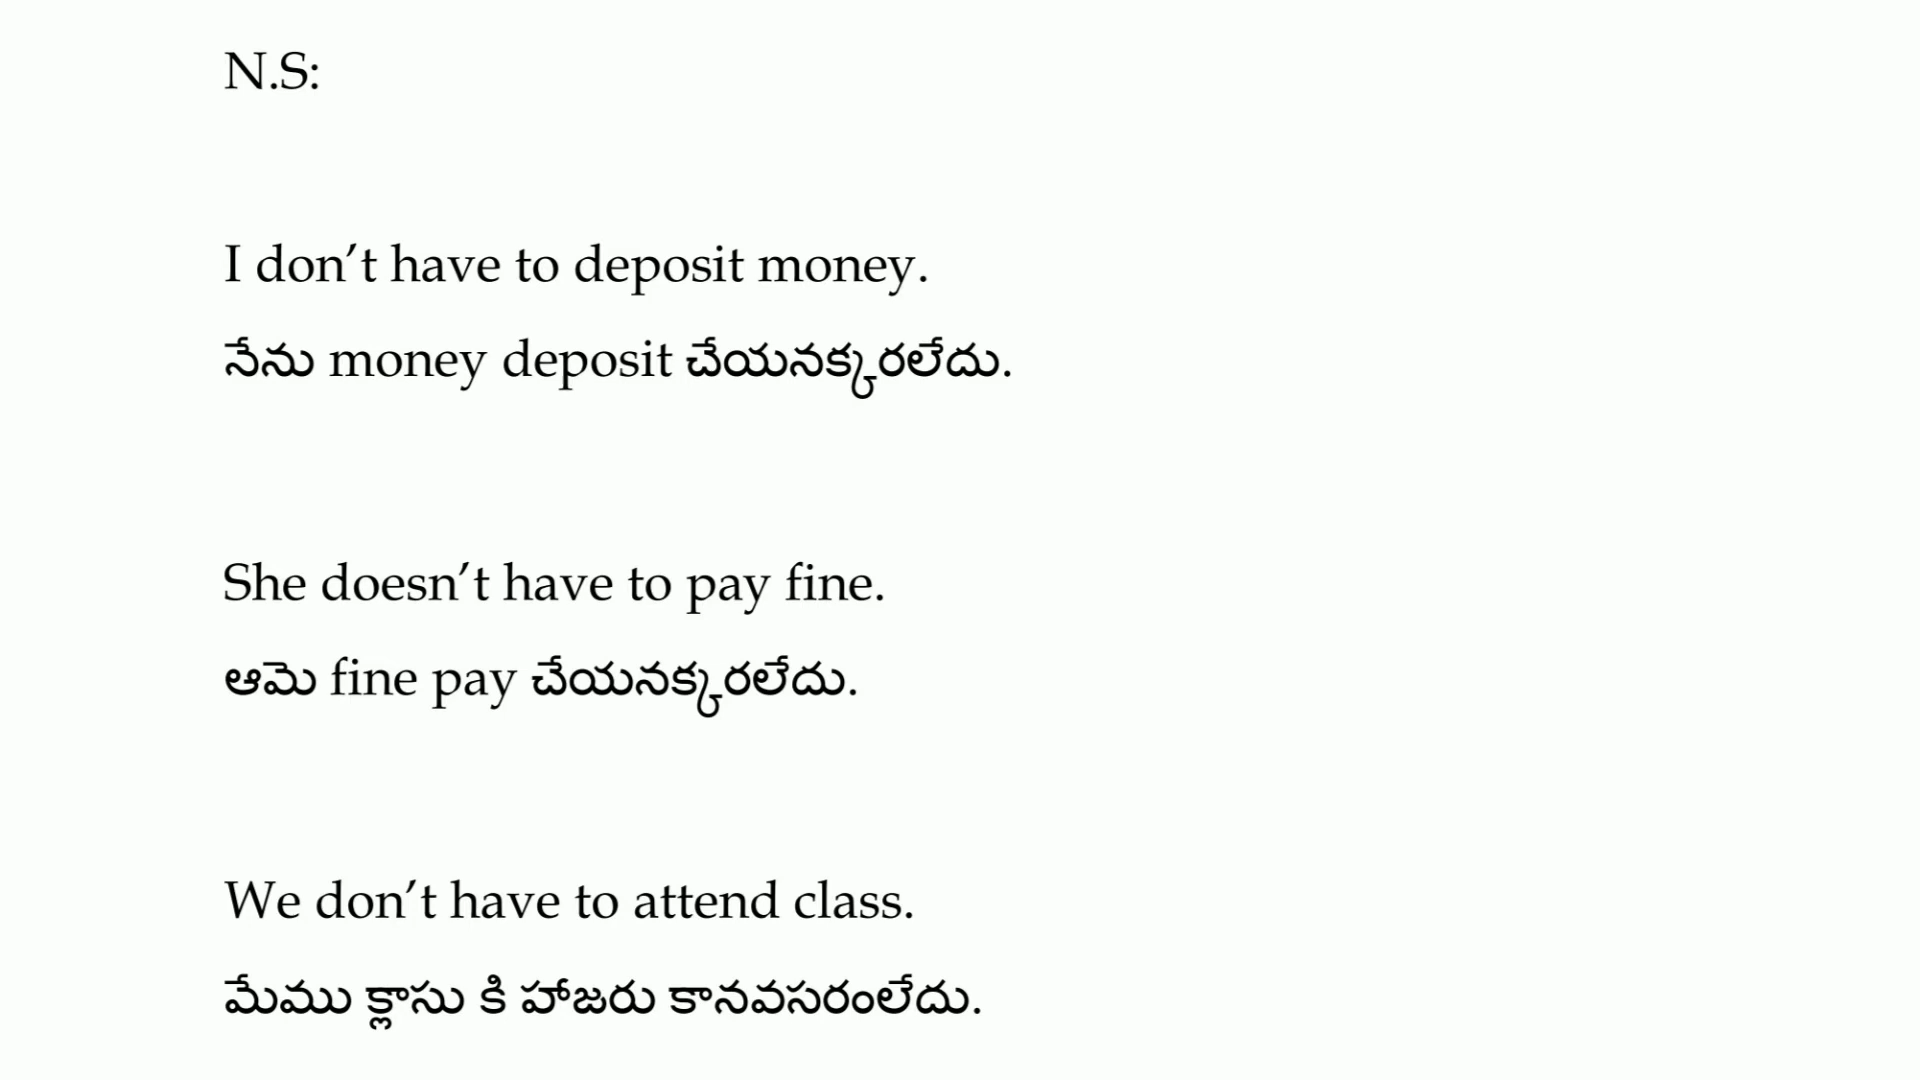 N.S:
I don’t have to deposit money.
నేను money deposit చేయనక్కరలేదు.
She doesn’t have to pay fine.
ఆమె fine pay చేయనక్కరలేదు.
We don’t have to attend class.
మేము క్లాసు కి హాజరు కానవసరంలేదు.